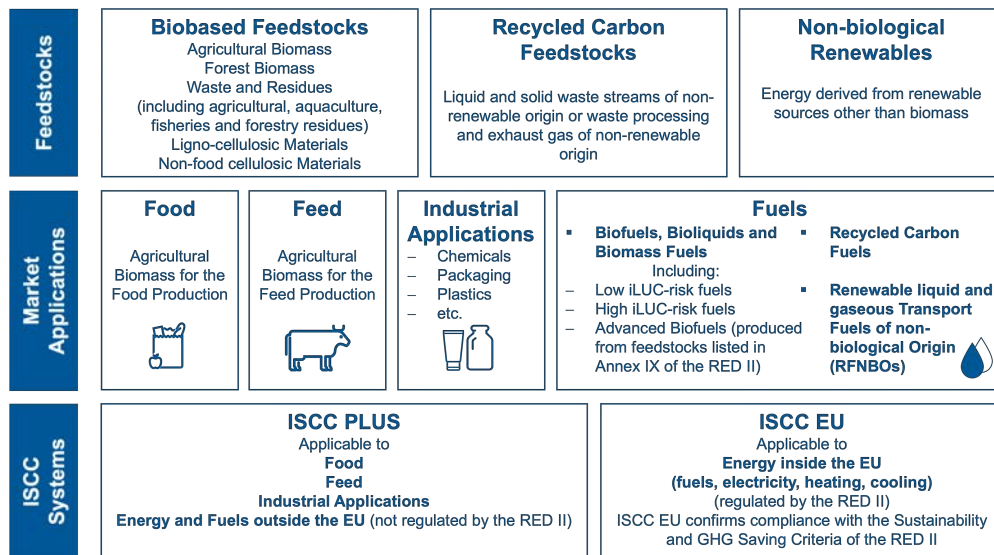 Feedstocks
Biobased Feedstocks
Agricultural Biomass
Forest Biomass
Waste and Residues
(including agricultural, aquaculture,
fisheries and forestry residues)
Ligno-cellulosic Materials
Non-food cellulosic Materials
Recycled Carbon
Feedstocks
Liquid and solid waste streams of non-
renewable origin or waste processing
and exhaust gas of non-renewable
origin
Non-biological
Renewables
Energy derived from renewable
sources other than biomass
Market
Applications
Food
Agricultural
Biomass for the
Food Production
Feed
Agricultural
Biomass for the
Feed Production
Industrial
Applications
– Chemicals
– Packaging
– Plastics
– etc.
Fuels
▪ Biofuels, Bioliquids and
Biomass Fuels
Including:
– Low iLUC-risk fuels
– High iLUC-risk fuels
– Advanced Biofuels (produced
from feedstocks listed in
Annex IX of the RED II)
▪ Recycled Carbon
Fuels
▪ Renewable liquid and
gaseous Transport
Fuels of non-
biological Origin
(RFNBOs)
ISCC
Systems
ISCC PLUS
Applicable to
Food
Feed
Industrial Applications
Energy and Fuels outside the EU (not regulated by the RED II)
ISCC EU
Applicable to
Energy inside the EU
(fuels, electricity, heating, cooling)
(regulated by the RED II)
ISCC EU confirms compliance with the Sustainability
and GHG Saving Criteria of the RED II